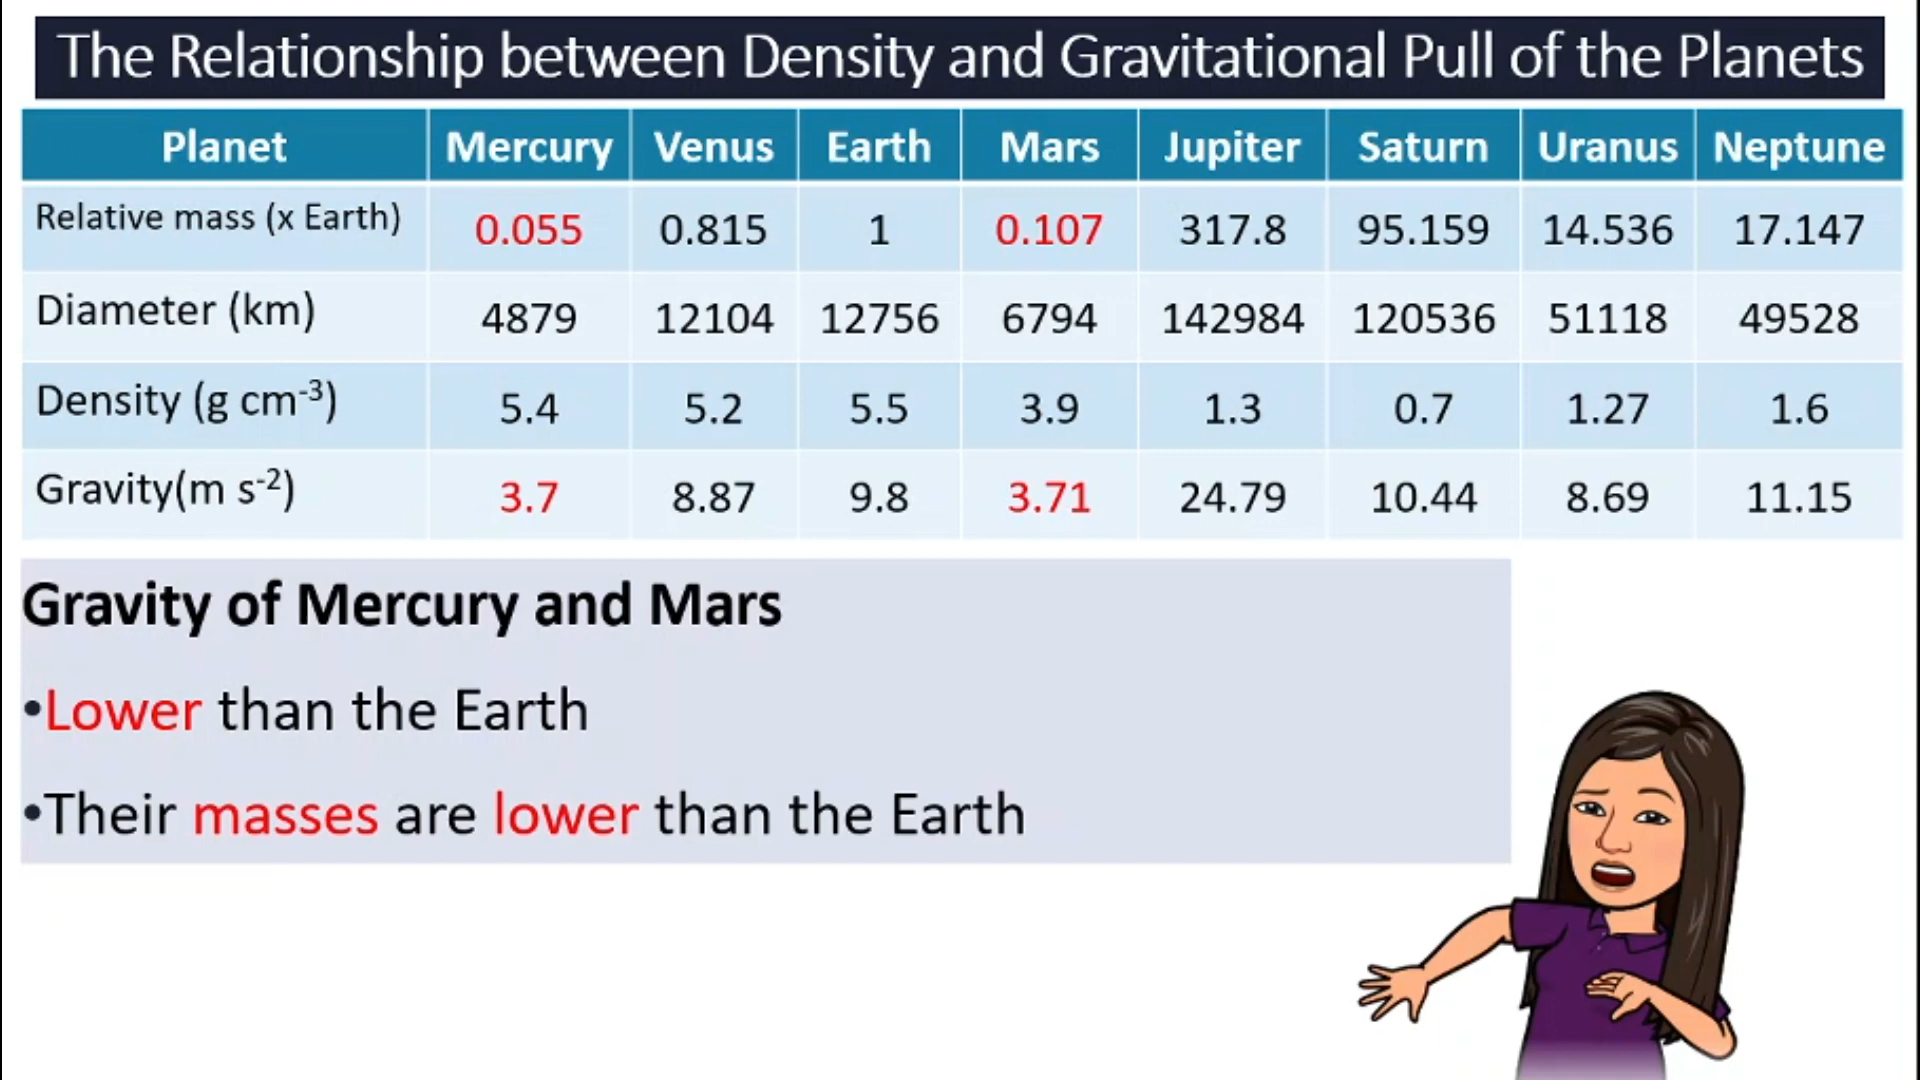 The Relationship between Density and Gravitational Pull of the Planets
Planet Mercury Venus Earth Mars Jupiter Saturn Uranus Neptune
Relative mass (x Earth) 0.055 0.815 1 0.107 317.8 95.159 14.536 17.147
Diameter (km) 4879 12104 12756 6794 142984 120536 51118 49528
Density (g cm⁻³) 5.4 5.2 5.5 3.9 1.3 0.7 1.27 1.6
Gravity(m s⁻²) 3.7 8.87 9.8 3.71 24.79 10.44 8.69 11.15
Gravity of Mercury and Mars
•Lower than the Earth
•Their masses are lower than the Earth